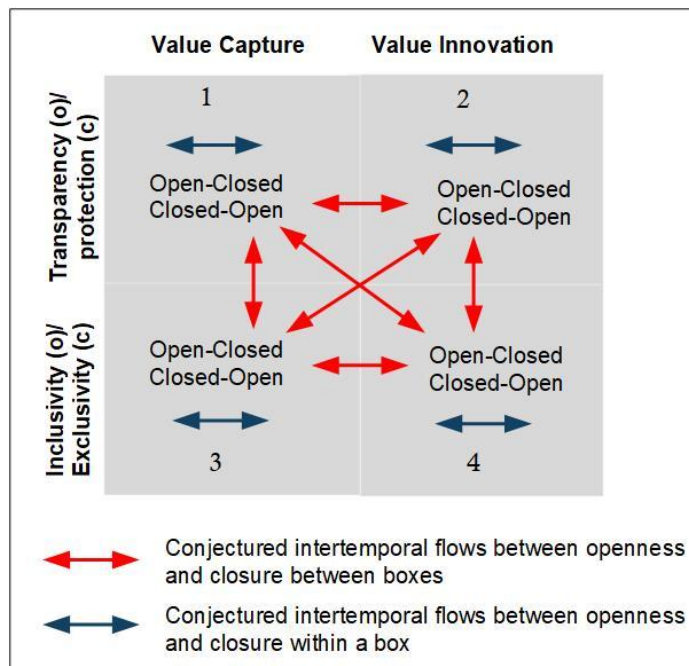 Value Capture Value Innovation
Transparency (o)/
protection (c)
1
2
Open-Closed
Closed-Open
Open-Closed
Closed-Open
Inclusivity (o)/
Exclusivity (c)
Open-Closed
Closed-Open
Open-Closed
Closed-Open
3
4
Conjectured intertemporal flows between openness
and closure between boxes
Conjectured intertemporal flows between openness
and closure within a box